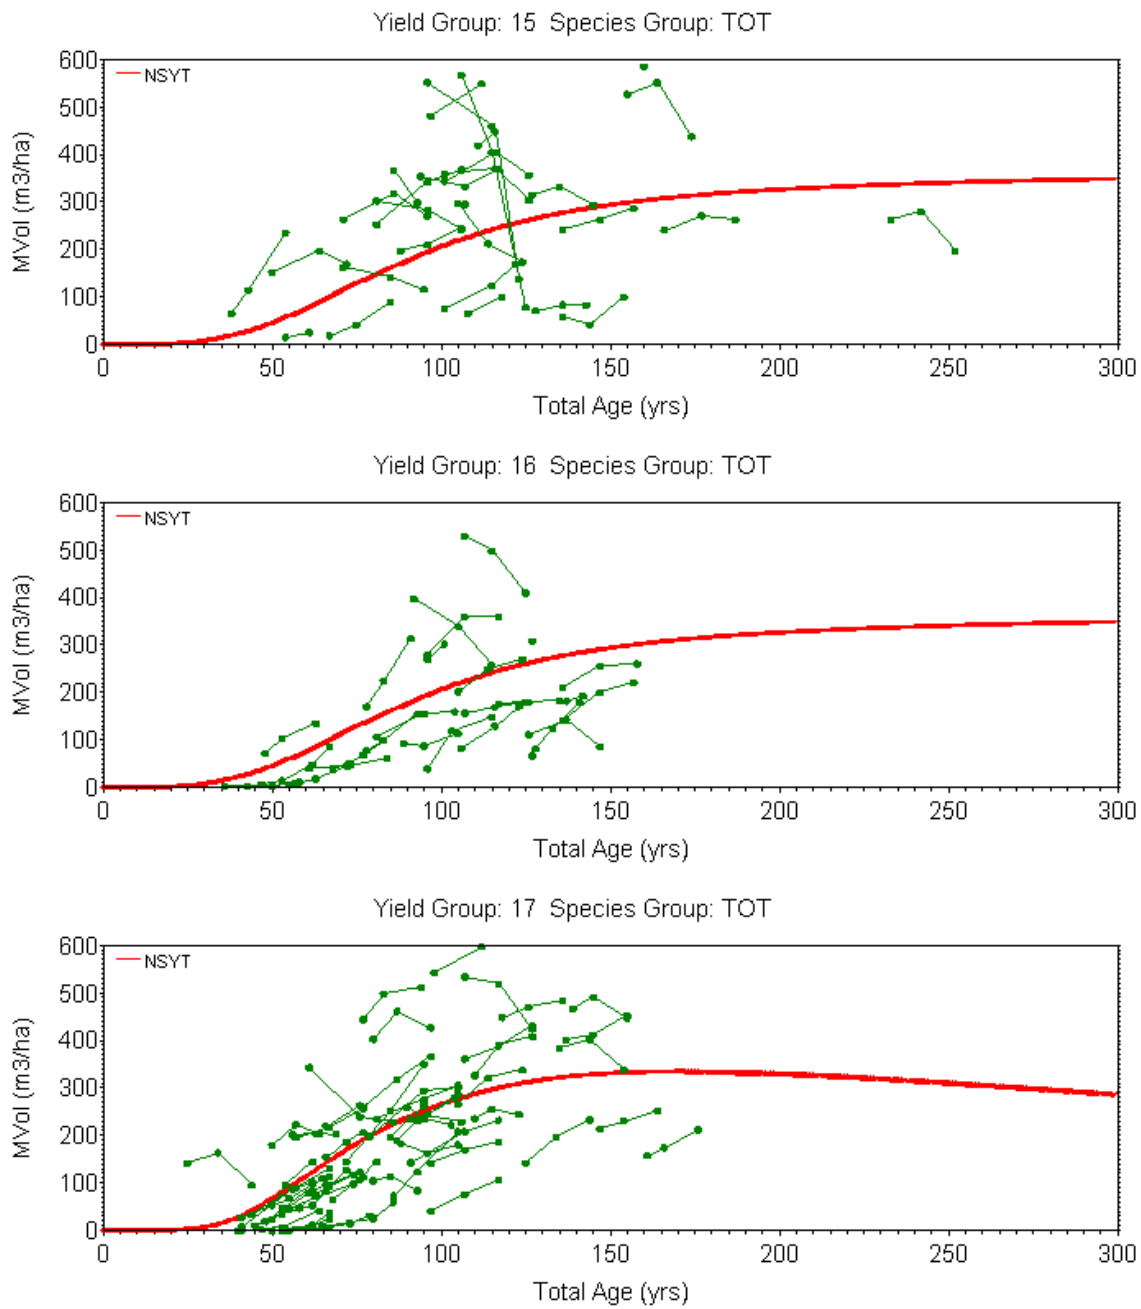 Yield Group: 15 Species Group: TOT
NSYT
600
500
400
300
200
100
0
MVol (m3/ha)
0 50 100 150 200 250 300
Total Age (yrs)
Yield Group: 16 Species Group: TOT
NSYT
600
500
400
300
200
100
0
MVol (m3/ha)
0 50 100 150 200 250 300
Total Age (yrs)
Yield Group: 17 Species Group: TOT
NSYT
600
500
400
300
200
100
0
MVol (m3/ha)
0 50 100 150 200 250 300
Total Age (yrs)